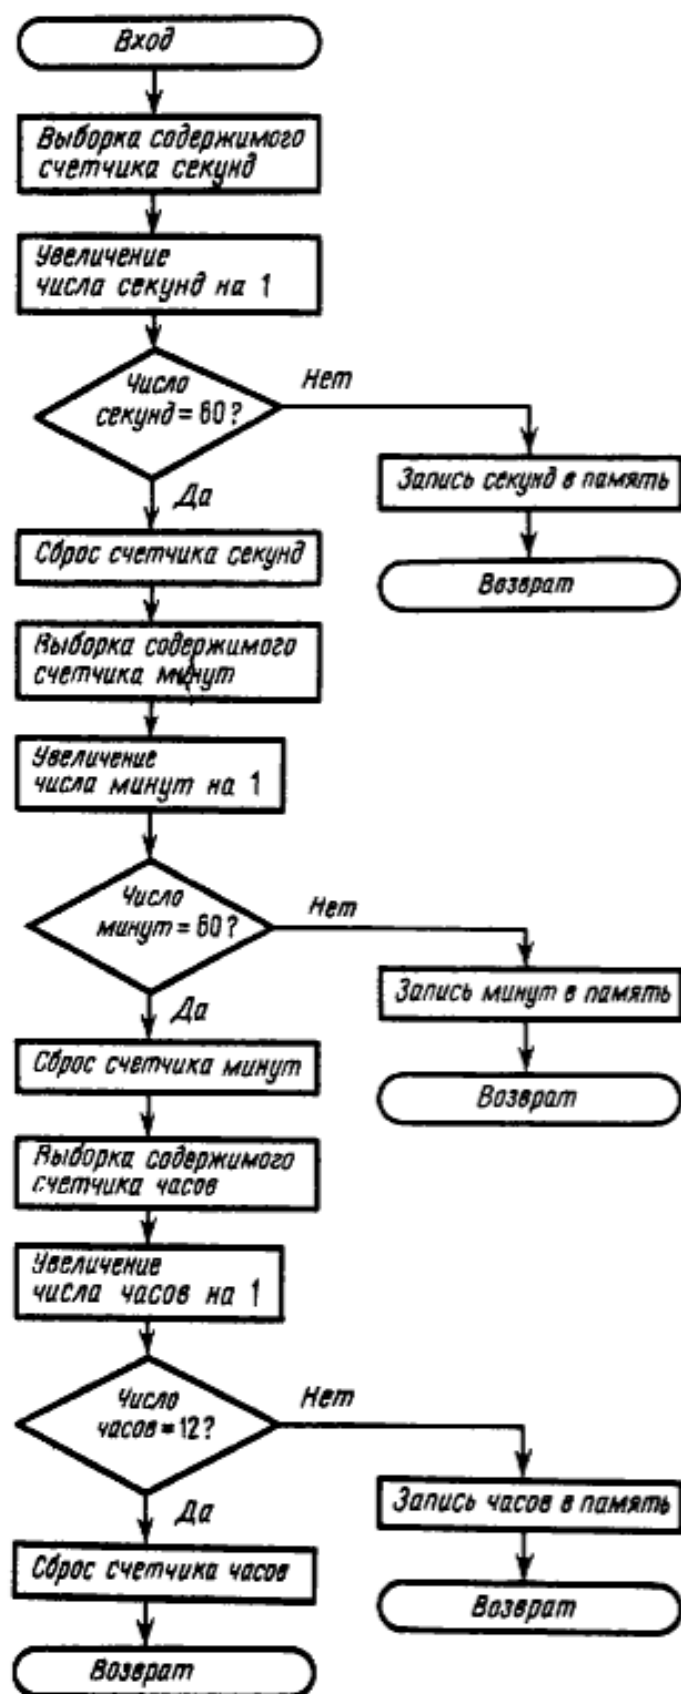 Вход
Выборка содержимого
счетчика секунд
Увеличение
числа секунд на 1
Число
секунд = 60?
Нет
Запись секунд в память
Возврат
Да
Сброс счетчика секунд
Выборка содержимого
счетчика минут
Увеличение
числа минут на 1
Число
минут = 60?
Нет
Запись минут в память
Возврат
Да
Сброс счетчика минут
Выборка содержимого
счетчика часов
Увеличение
числа часов на 1
Число
часов = 12?
Нет
Запись часов в память
Возврат
Да
Сброс счетчика часов
Возврат